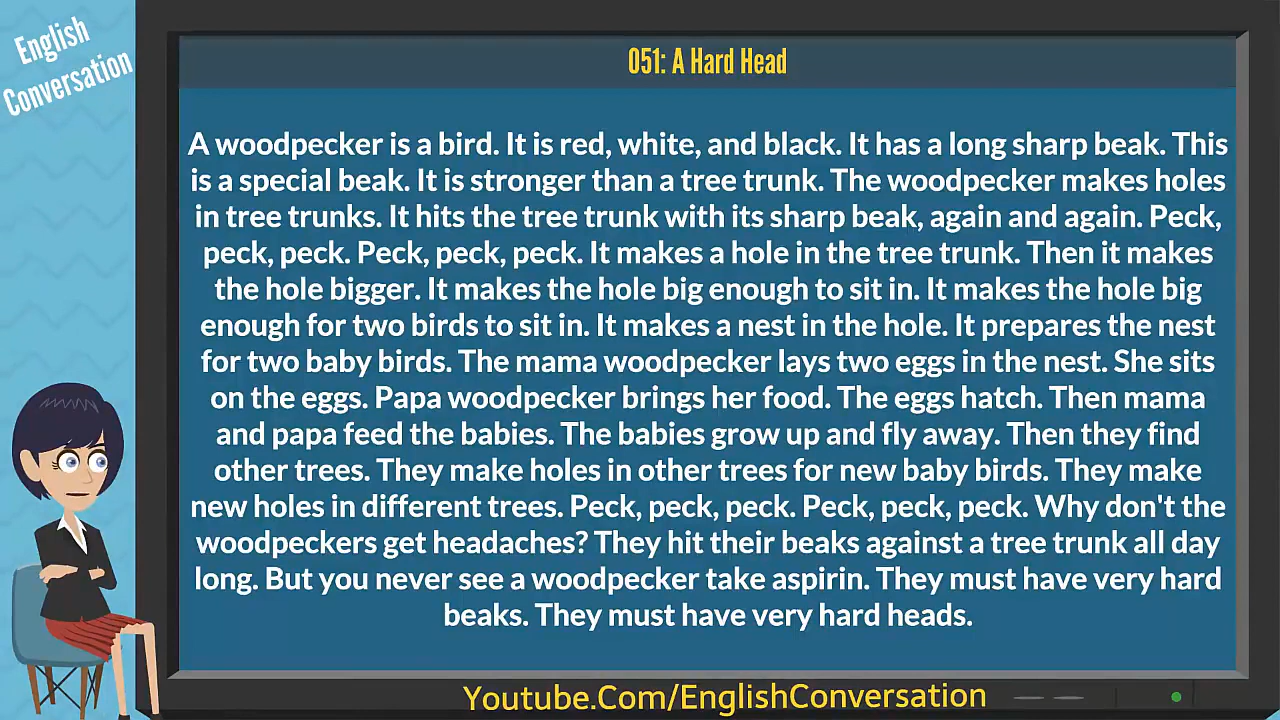 English
Conversation
051: A Hard Head
A woodpecker is a bird. It is red, white, and black. It has a long sharp beak. This
is a special beak. It is stronger than a tree trunk. The woodpecker makes holes
in tree trunks. It hits the tree trunk with its sharp beak, again and again. Peck,
peck, peck. Peck, peck, peck. It makes a hole in the tree trunk. Then it makes
the hole bigger. It makes the hole big enough to sit in. It makes the hole big
enough for two birds to sit in. It makes a nest in the hole. It prepares the nest
for two baby birds. The mama woodpecker lays two eggs in the nest. She sits
on the eggs. Papa woodpecker brings her food. The eggs hatch. Then mama
and papa feed the babies. The babies grow up and fly away. Then they find
other trees. They make holes in other trees for new baby birds. They make
new holes in different trees. Peck, peck, peck. Peck, peck, peck. Why don't the
woodpeckers get headaches? They hit their beaks against a tree trunk all day
long. But you never see a woodpecker take aspirin. They must have very hard
beaks. They must have very hard heads.
Youtube.Com/EnglishConversation